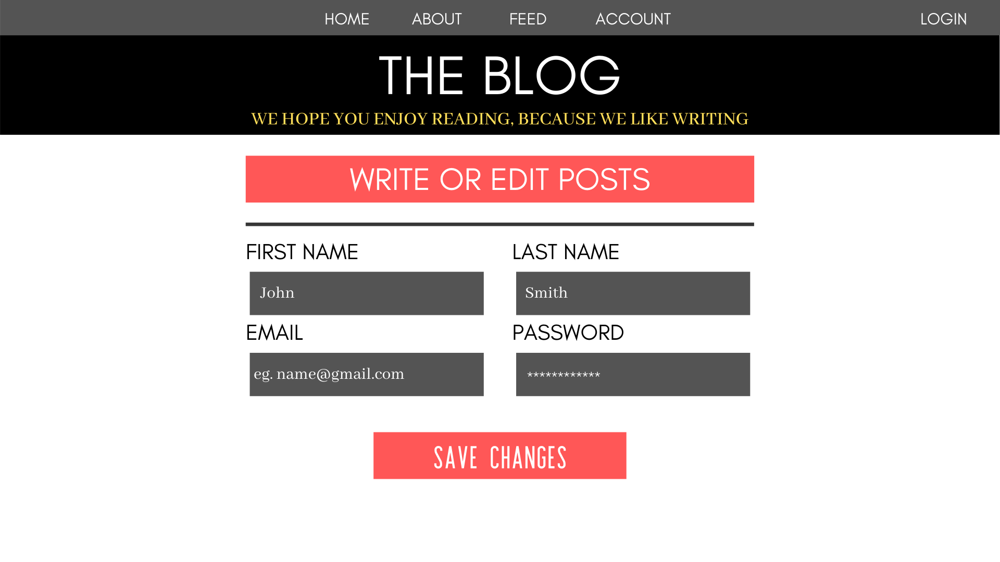 HOME ABOUT FEED ACCOUNT LOGIN
THE BLOG
WE HOPE YOU ENJOY READING, BECAUSE WE LIKE WRITING
WRITE OR EDIT POSTS
FIRST NAME LAST NAME
John Smith
EMAIL PASSWORD
eg. name@gmail.com ************
SAVE CHANGES